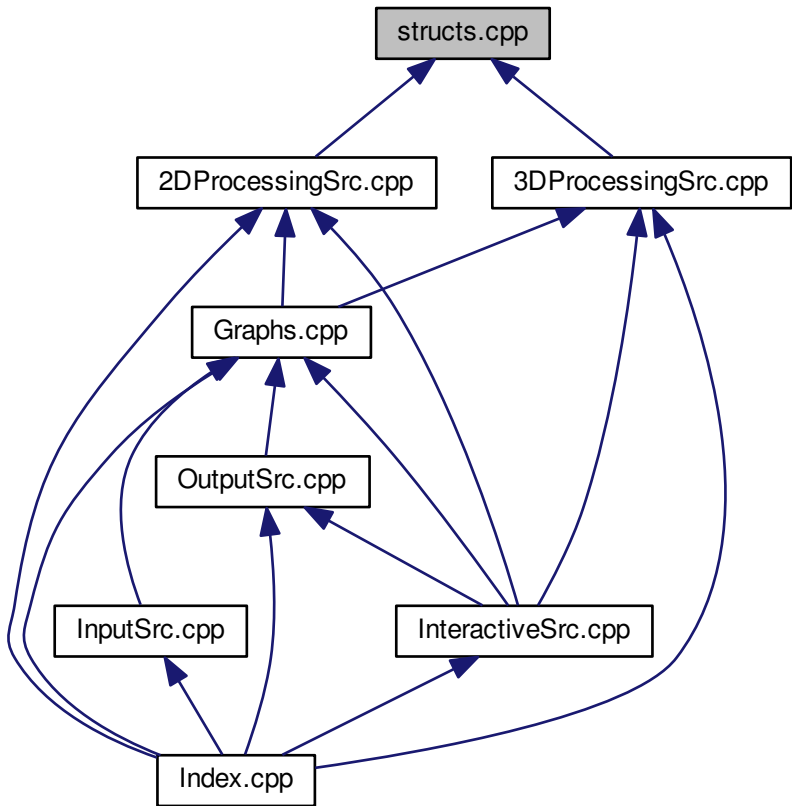 structs.cpp
2DProcessingSrc.cpp
3DProcessingSrc.cpp
Graphs.cpp
OutputSrc.cpp
InputSrc.cpp
InteractiveSrc.cpp
Index.cpp